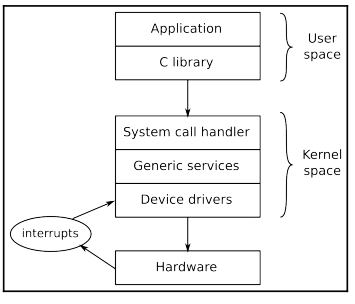 Application
User
space
C library
System call handler
Generic services
Kernel
space
Device drivers
interrupts
Hardware